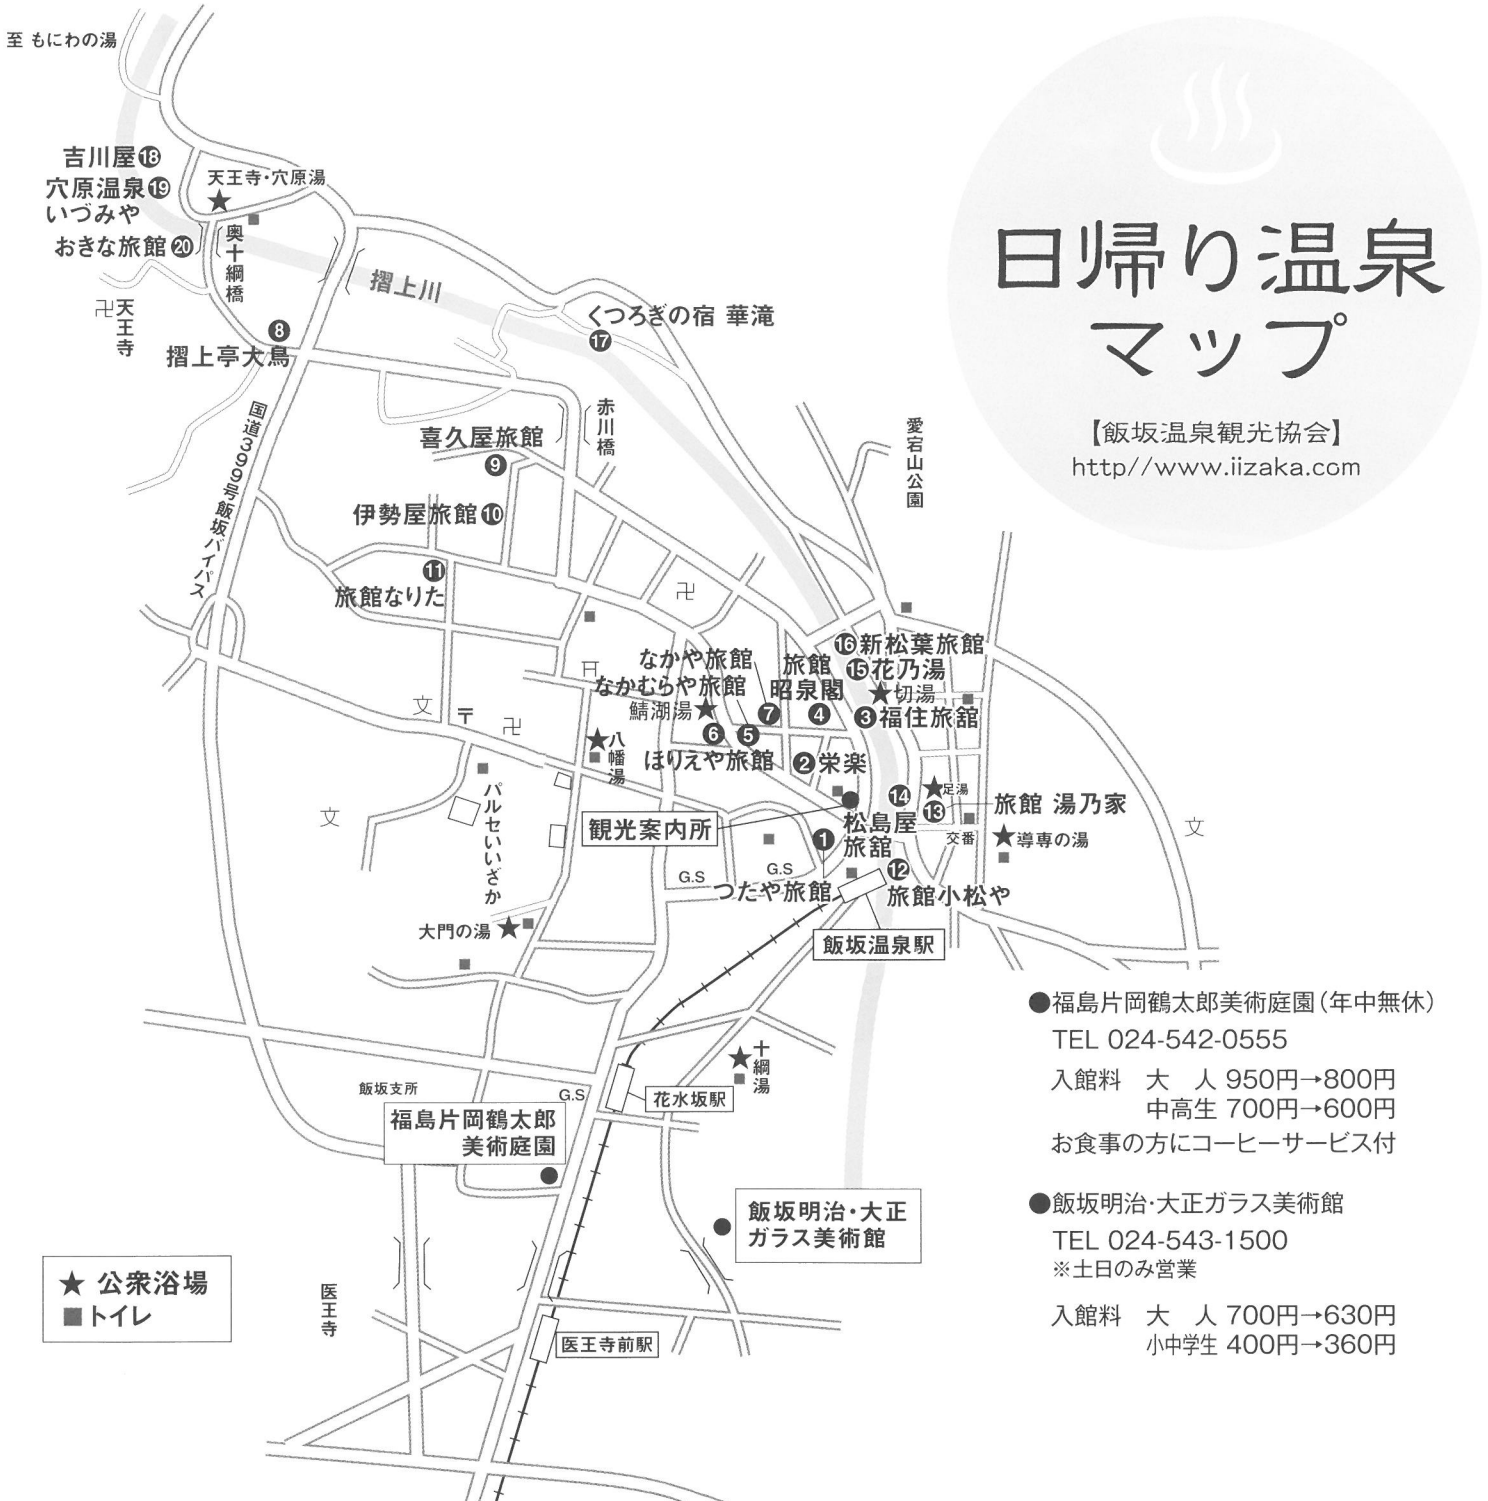 至 もにわの湯
日帰り温泉
マップ
【飯坂温泉観光協会】
http//www.iizaka.com
吉川屋⑱
穴原温泉⑲
いづみや
おきな旅館⑳
天王寺・穴原湯
奥十綱橋
卍天王寺
摺上川
⑧
摺上亭大鳥
くつろぎの宿 華滝
⑰
国道399号飯坂バイパス
赤川橋
愛宕山公園
喜久屋旅館
⑨
伊勢屋旅館⑩
⑪
旅館なりた
卍
⑯新松葉旅館
⑮花乃湯
切湯
③福住旅舘
なかや旅館
なかむらや旅館
鯖湖湯
旅館
昭泉閣
⑦
④
⑥
⑤
ほりえや旅館
②栄楽
文
〒
卍
八幡湯
パルセいいざか
文
観光案内所
①
松島屋
旅舘
⑭
足湯
⑬
旅館 湯乃家
交番
導専の湯
文
G.S
G.S
つたや旅館
⑫
旅館小松や
飯坂温泉駅
大門の湯
十綱湯
飯坂支所
G.S
花水坂駅
福島片岡鶴太郎
美術庭園
飯坂明治・大正
ガラス美術館
医王寺
医王寺前駅
★ 公衆浴場
■トイレ
●福島片岡鶴太郎美術庭園（年中無休）
TEL 024-542-0555
入館料 大 人 950円→800円
中高生 700円→600円
お食事の方にコーヒーサービス付
●飯坂明治・大正ガラス美術館
TEL 024-543-1500
※土日のみ営業
入館料 大 人 700円→630円
小中学生 400円→360円